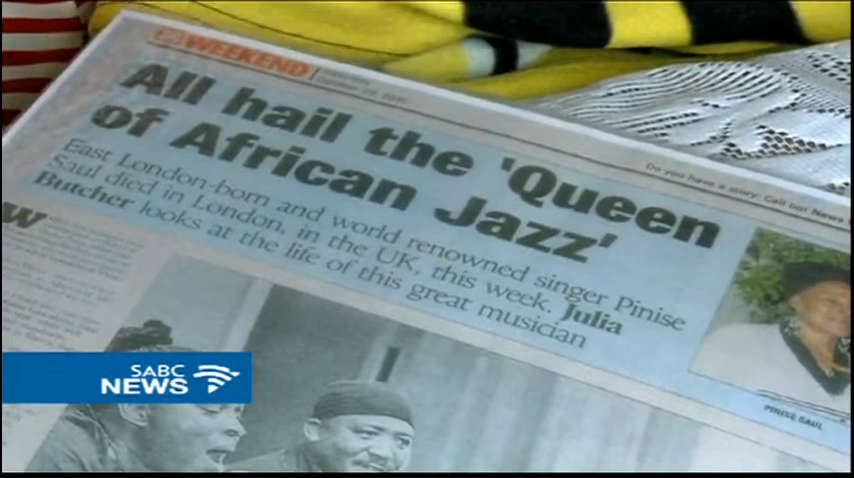 WEEKEND
All hail the 'Queen
of African Jazz'
Do you have a story: Call our News
East London-born and world renowned singer Pinise
Saul died in London, in the UK, this week. Julia
Butcher looks at the life of this great musician
W
PINISE SAUL
SABC
NEWS